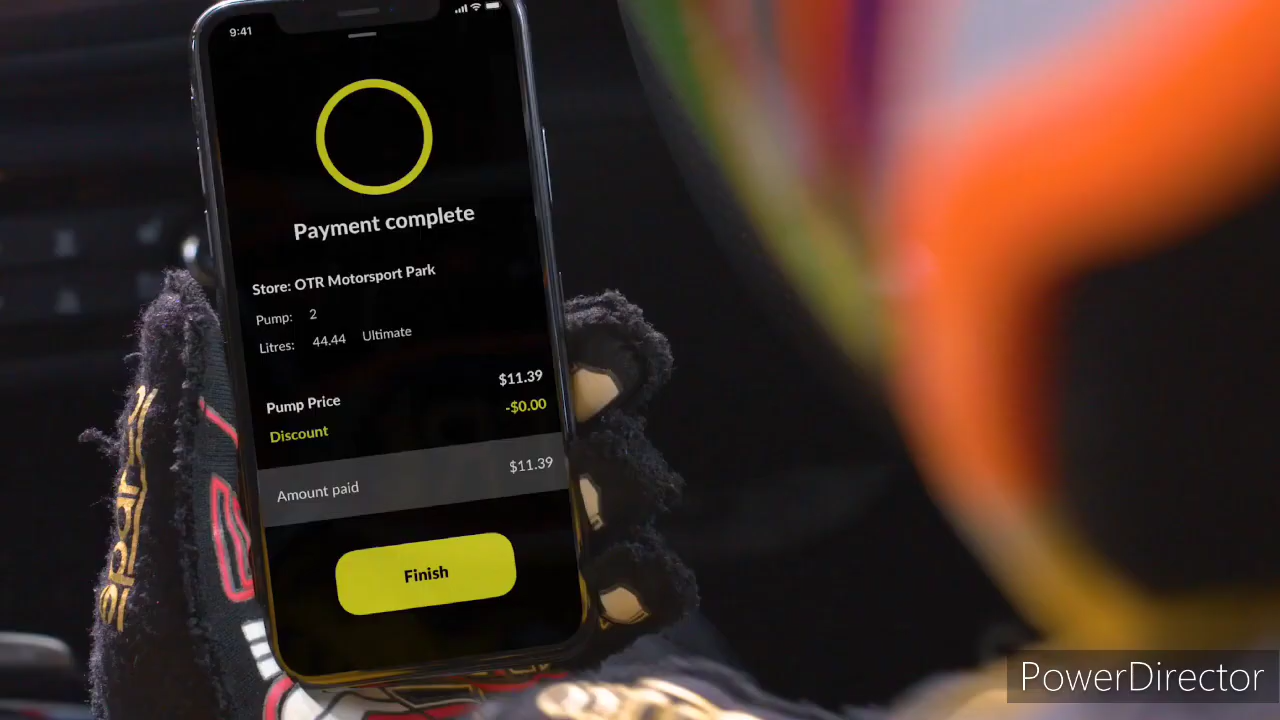 9:41
Payment complete
Store: OTR Motorsport Park
Pump: 2
Litres: 44.44 Ultimate
Pump Price $11.39
Discount -$0.00
Amount paid $11.39
Finish
PowerDirector